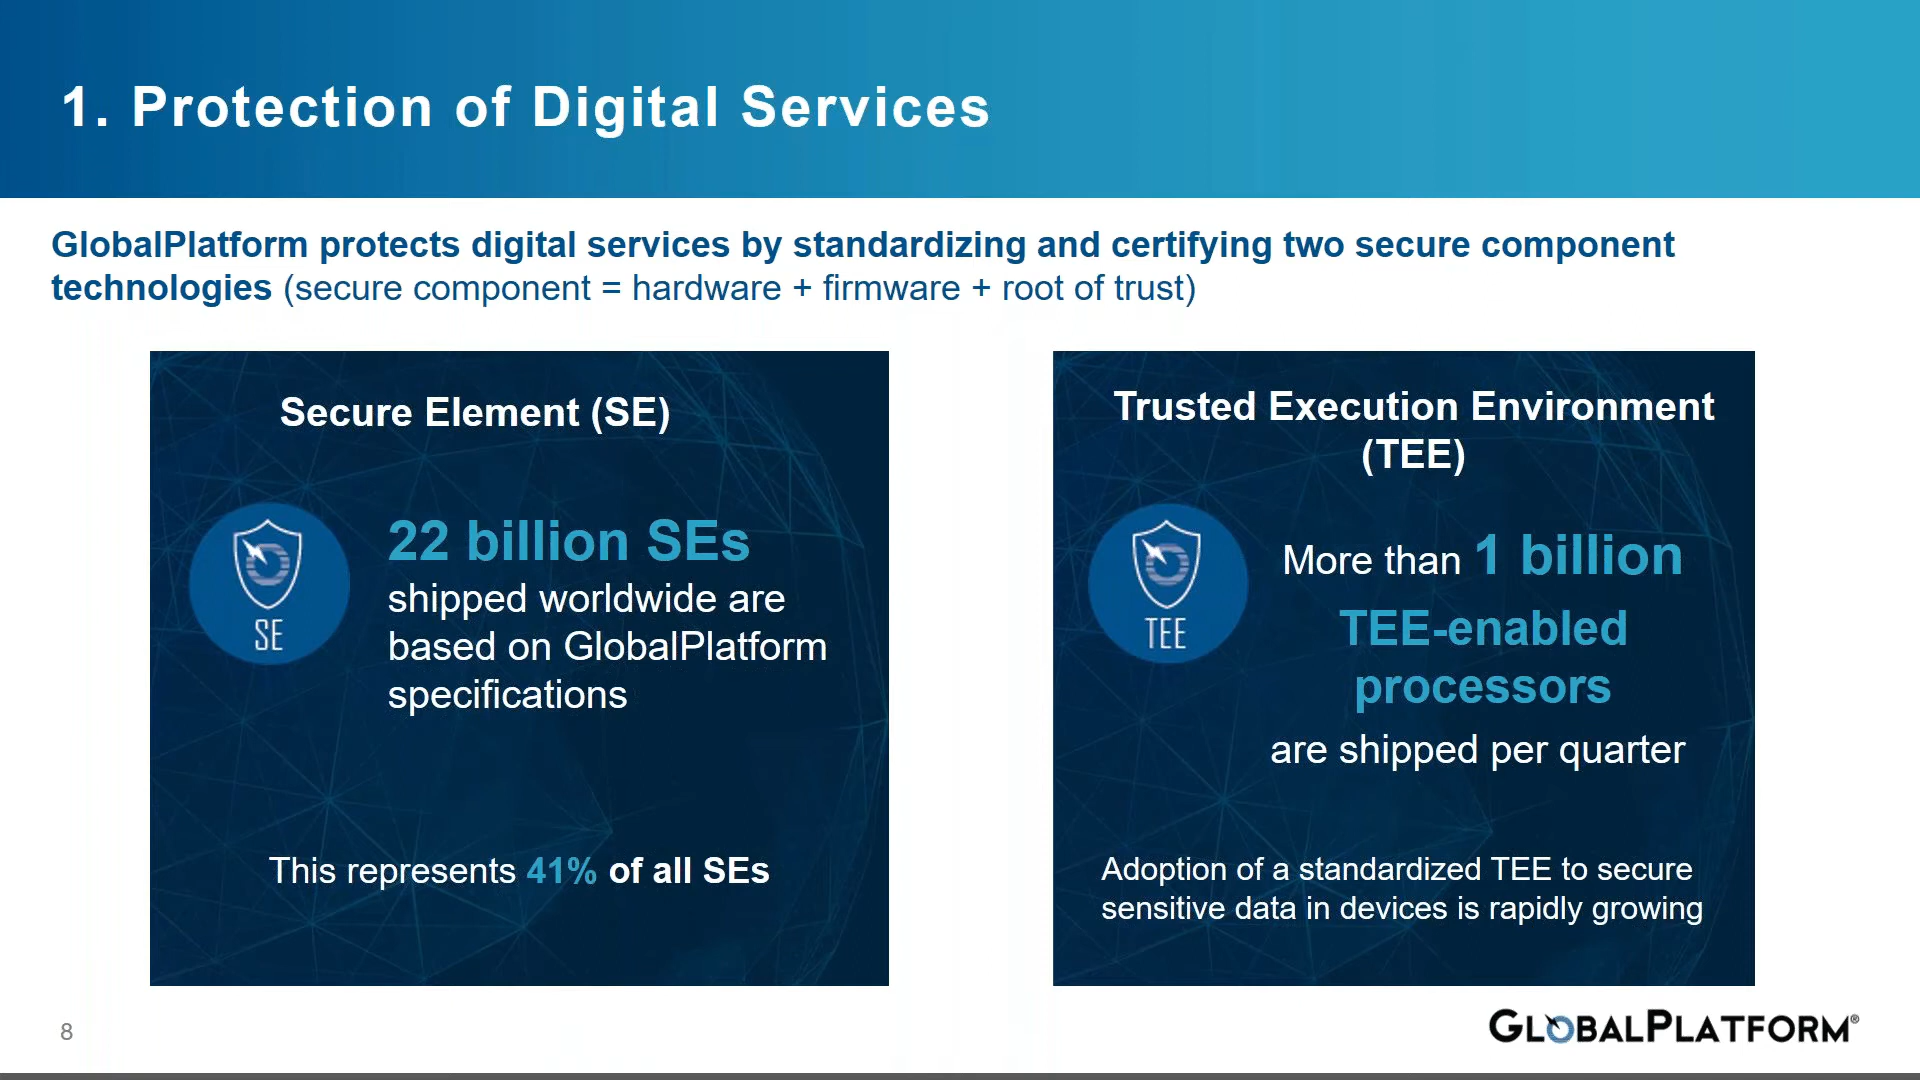 1. Protection of Digital Services
GlobalPlatform protects digital services by standardizing and certifying two secure component
technologies (secure component = hardware + firmware + root of trust)
Secure Element (SE)
SE
22 billion SEs
shipped worldwide are
based on GlobalPlatform
specifications
This represents 41% of all SEs
Trusted Execution Environment
(TEE)
TEE
More than 1 billion
TEE-enabled
processors
are shipped per quarter
Adoption of a standardized TEE to secure
sensitive data in devices is rapidly growing
8
GLOBALPLATFORM®